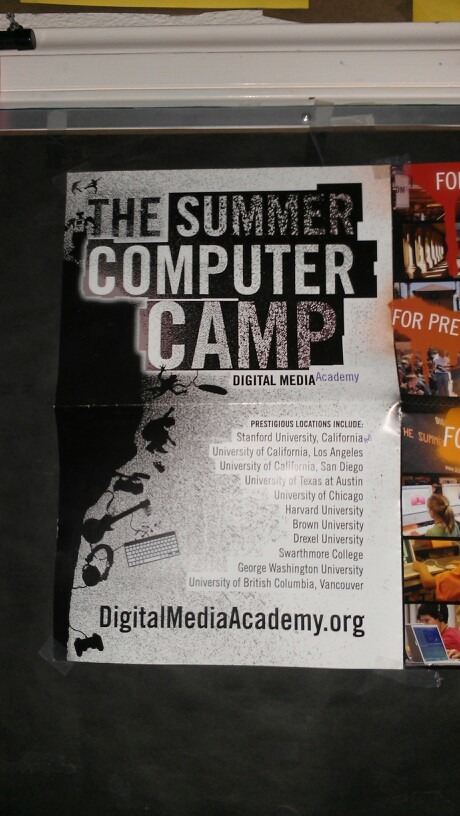 THE SUMMER
COMPUTER
CAMP
DIGITAL MEDIA Academy
PRESTIGIOUS LOCATIONS INCLUDE:
Stanford University, California
University of California, Los Angeles
University of California, San Diego
University of Texas at Austin
University of Chicago
Harvard University
Brown University
Drexel University
Swarthmore College
George Washington University
University of British Columbia, Vancouver
DigitalMediaAcademy.org
FOR PRE
THE SUMM